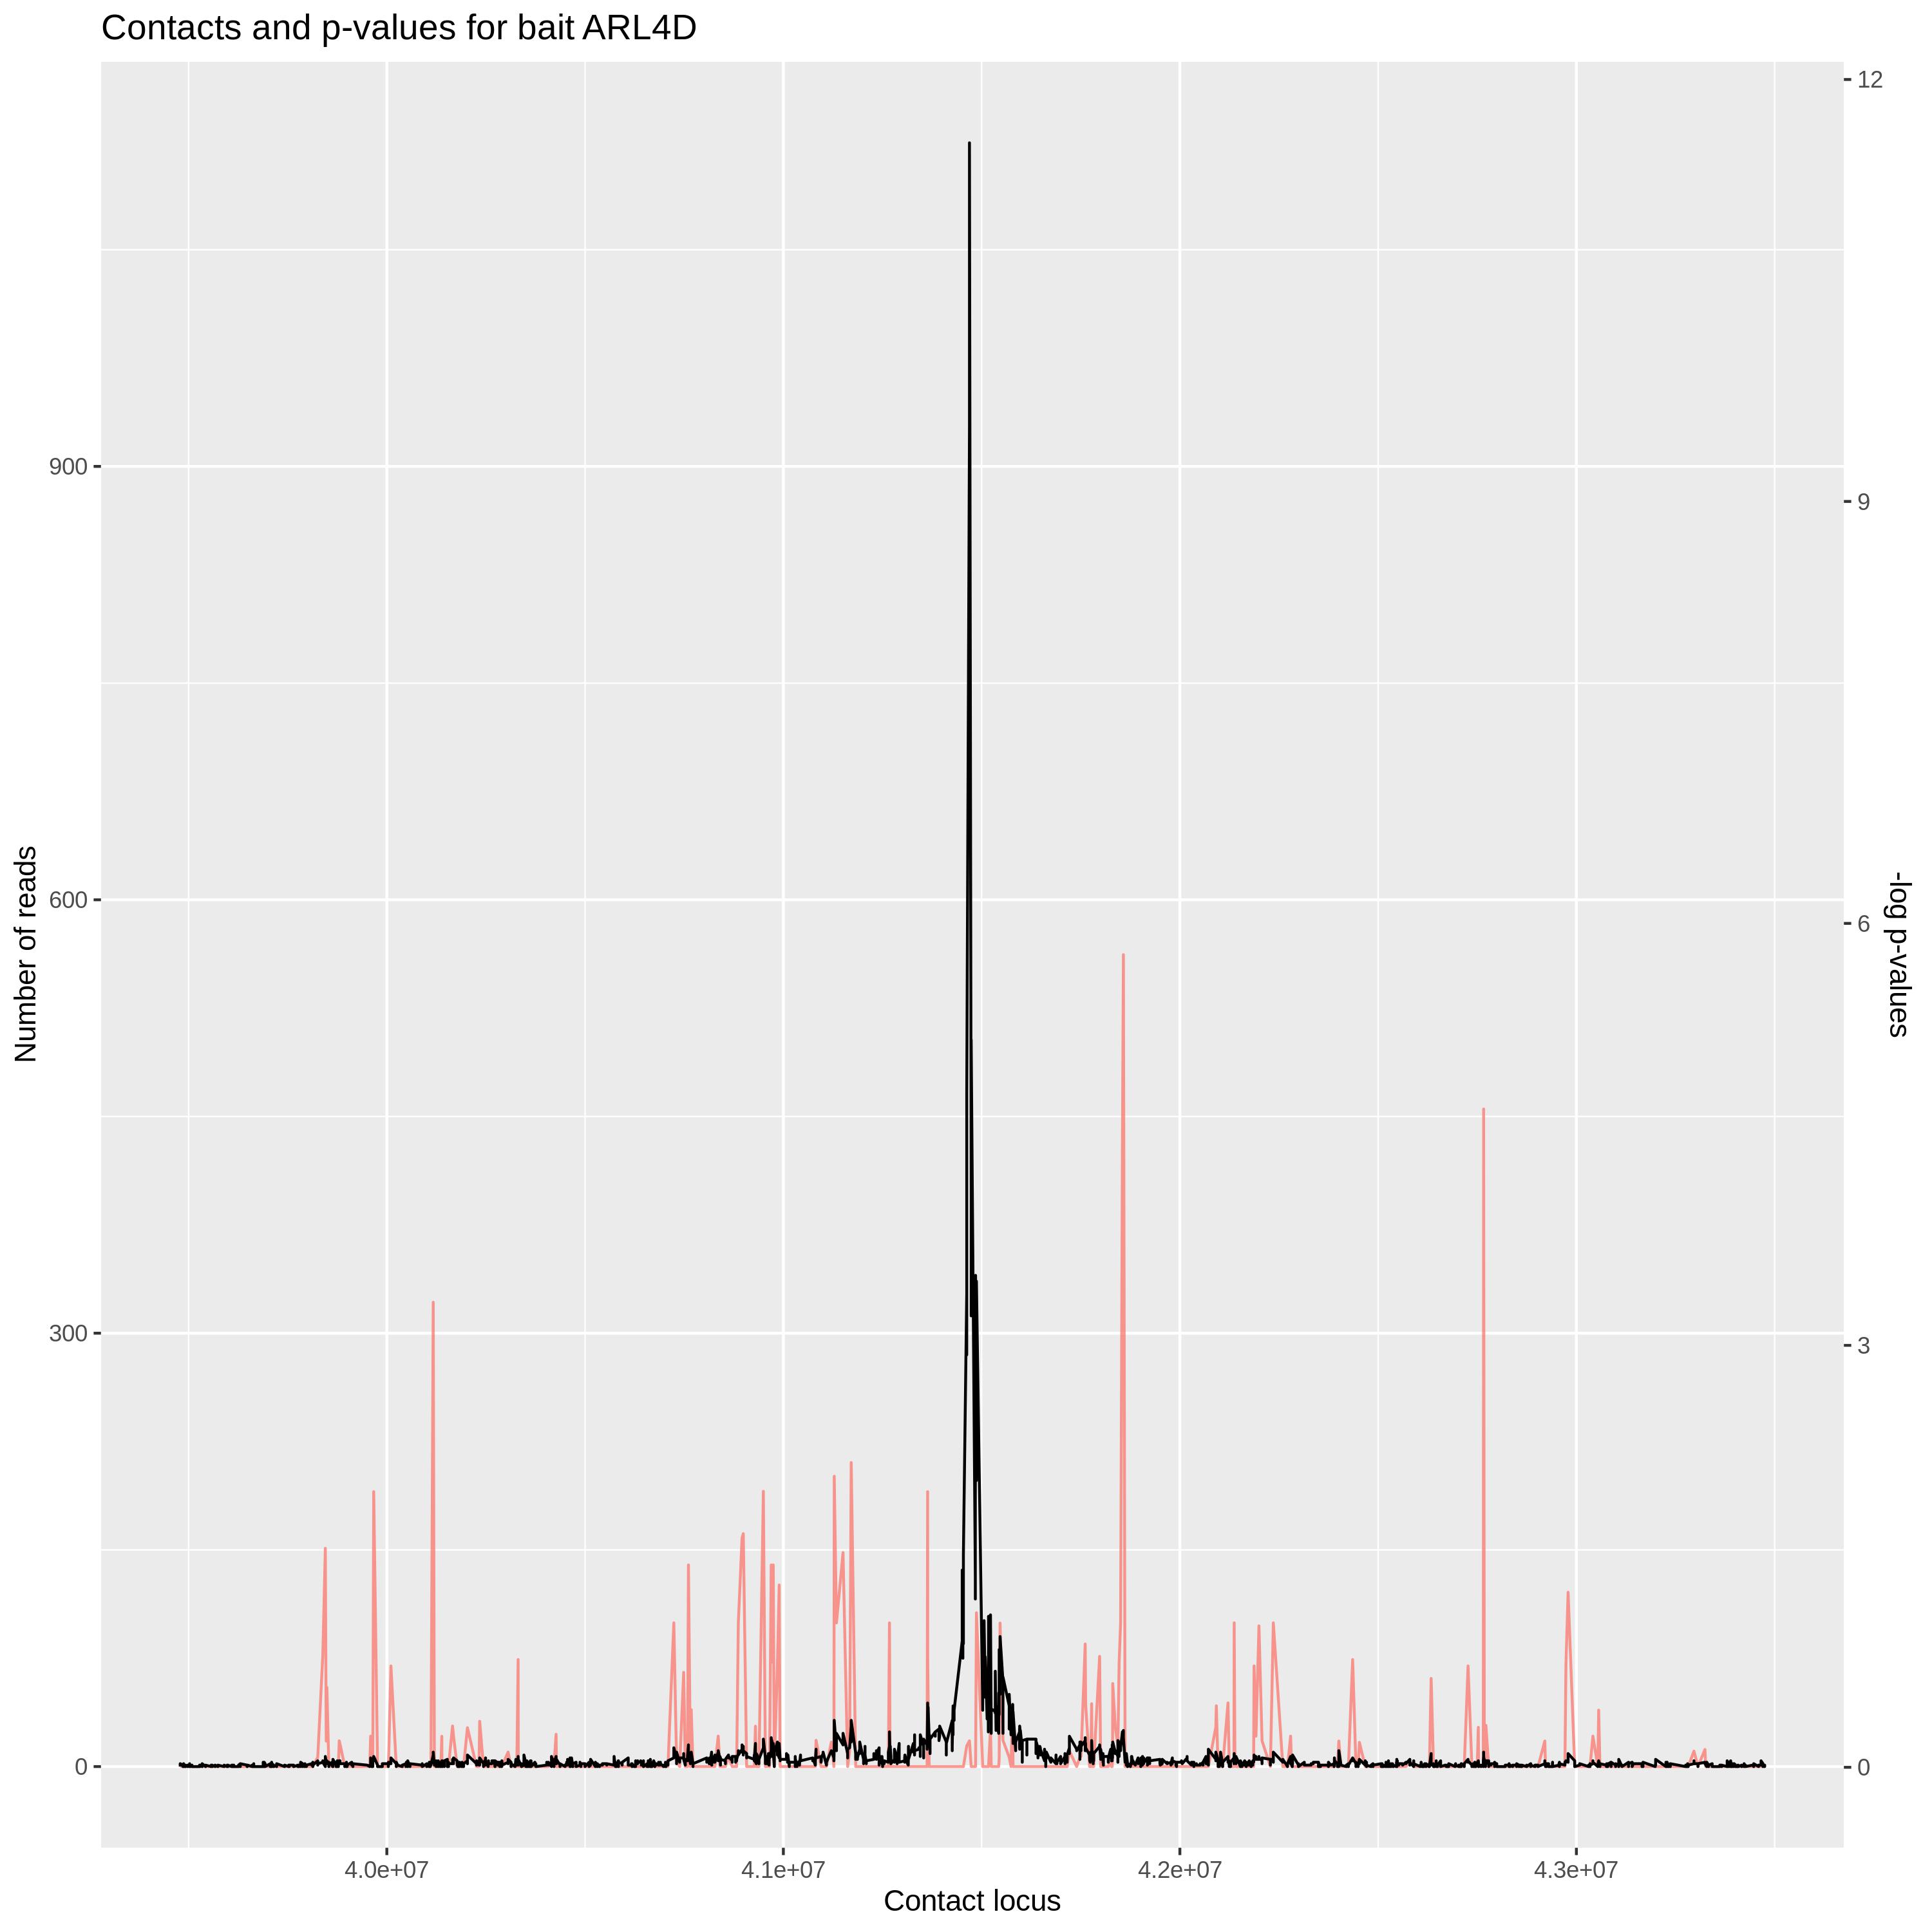 Contacts and p-values for bait ARL4D
12
9
6
3
0
-log p-values
900
600
300
0
Number of reads
4.0e+07
4.1e+07
4.2e+07
4.3e+07
Contact locus